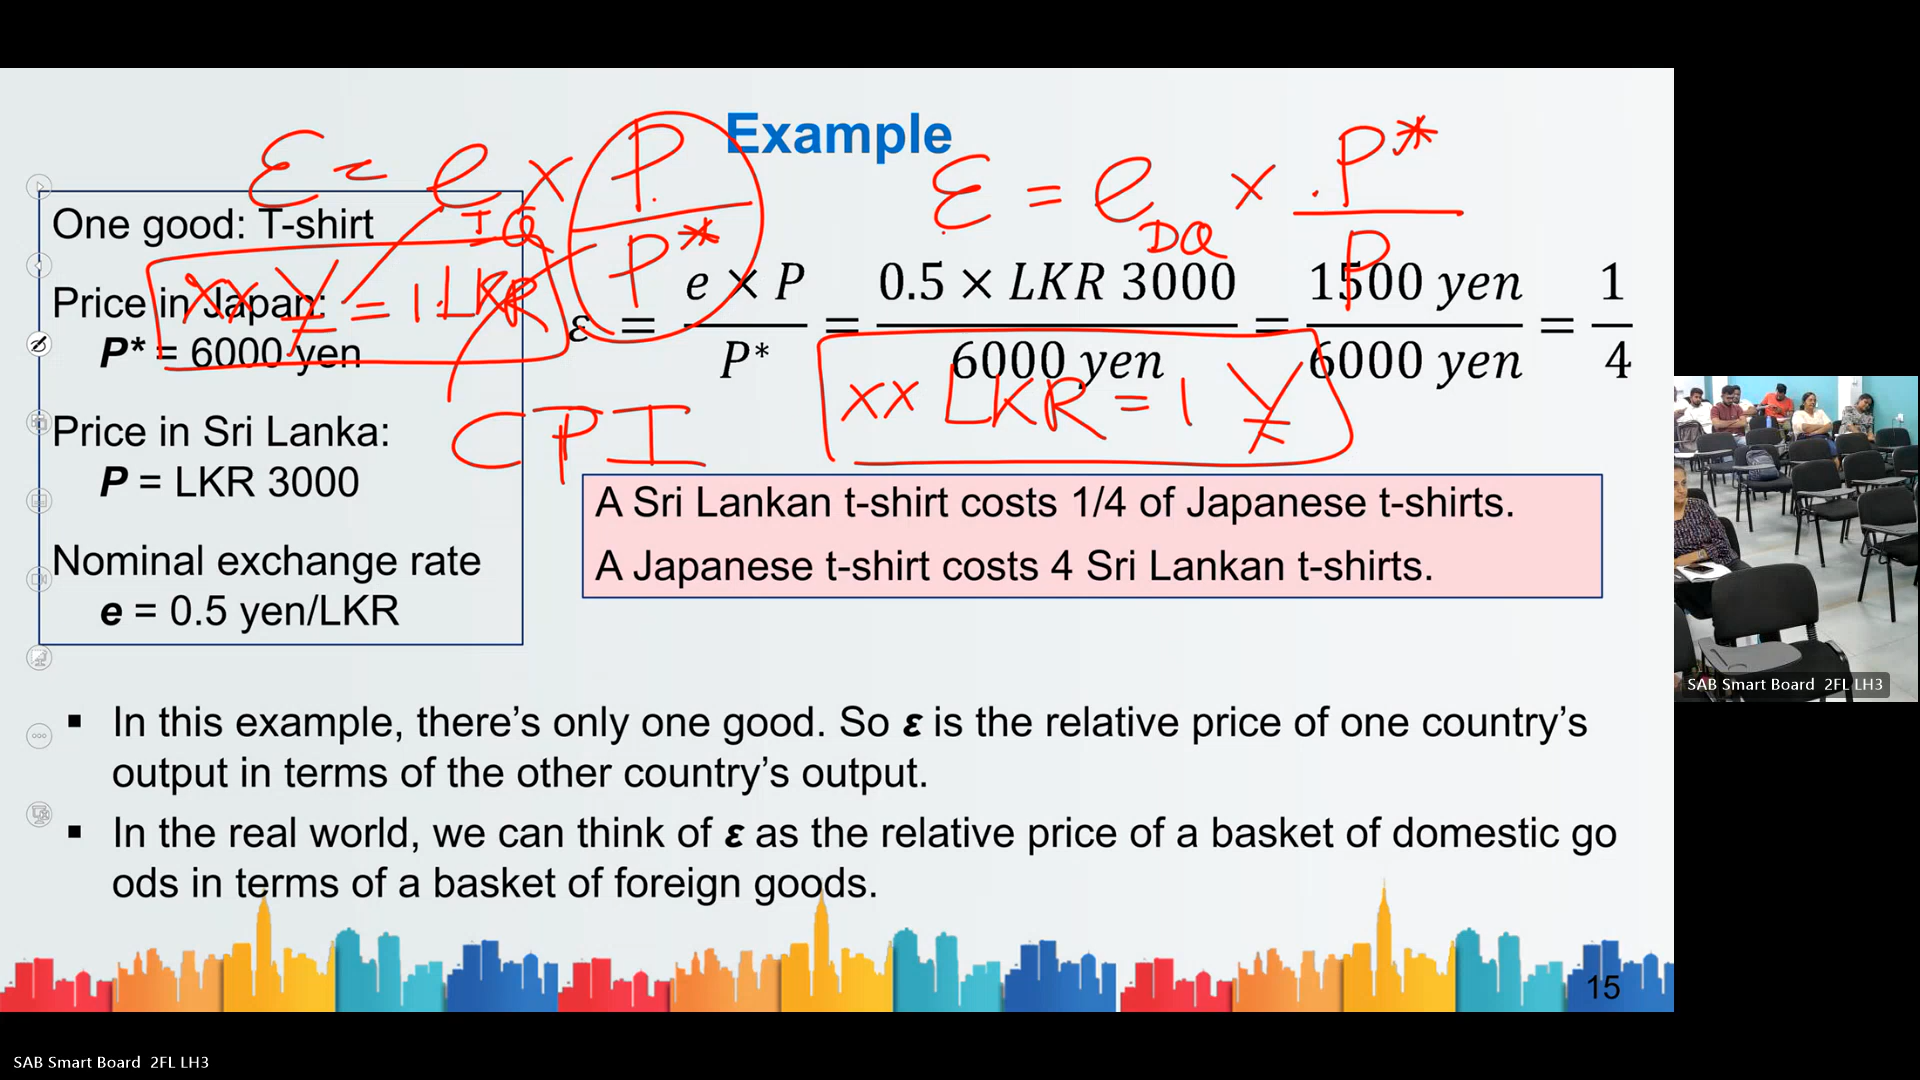 Example
ε = e IQ × P / P*
ε = e DQ × P* / P
One good: T-shirt
xx ¥ = 1 LKR
Price in Japan:
P* = 6000 yen
Price in Sri Lanka:
P = LKR 3000
Nominal exchange rate
e = 0.5 yen/LKR
ε = e × P / P* = 0.5 × LKR 3000 / 6000 yen = 1500 yen / 6000 yen = 1/4
xx LKR = 1 ¥
CPI
A Sri Lankan t-shirt costs 1/4 of Japanese t-shirts.
A Japanese t-shirt costs 4 Sri Lankan t-shirts.
▪ In this example, there’s only one good. So ε is the relative price of one country’s
output in terms of the other country’s output.
▪ In the real world, we can think of ε as the relative price of a basket of domestic go
ods in terms of a basket of foreign goods.
15
SAB Smart Board 2FL LH3
SAB Smart Board 2FL LH3